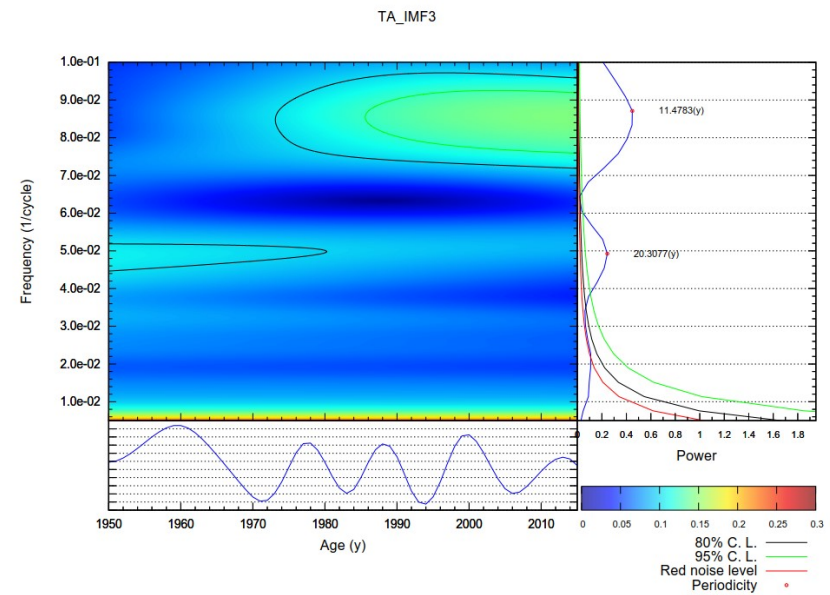 TA_IMF3
Frequency (1/cycle)
1.0e-01
9.0e-02
8.0e-02
7.0e-02
6.0e-02
5.0e-02
4.0e-02
3.0e-02
2.0e-02
1.0e-02
11.4783(y)
20.3077(y)
0 0.2 0.4 0.6 0.8 1 1.2 1.4 1.6 1.8
Power
1950 1960 1970 1980 1990 2000 2010
Age (y)
0 0.05 0.1 0.15 0.2 0.25 0.3
80% C. L.
95% C. L.
Red noise level
Periodicity